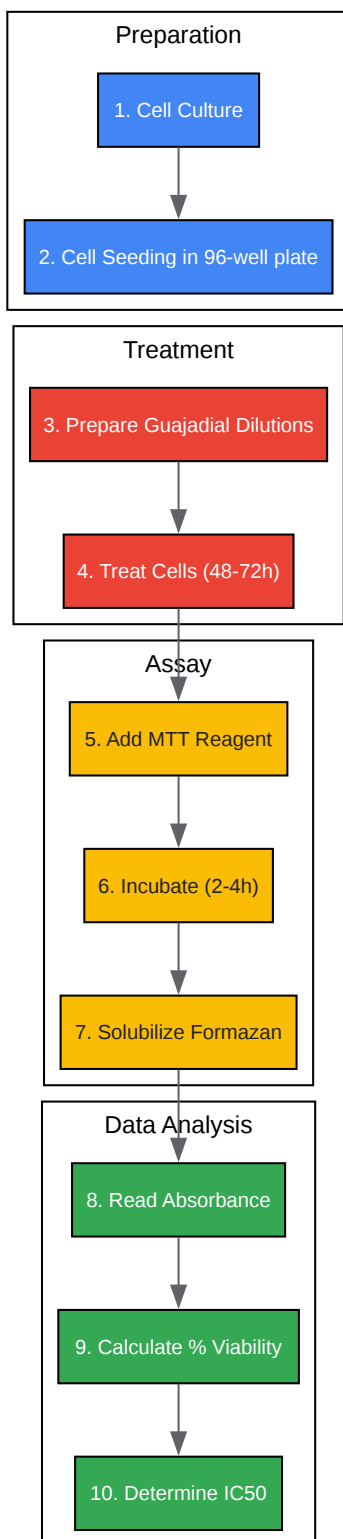 Preparation
1. Cell Culture
2. Cell Seeding in 96-well plate
Treatment
3. Prepare Guajadial Dilutions
4. Treat Cells (48-72h)
Assay
5. Add MTT Reagent
6. Incubate (2-4h)
7. Solubilize Formazan
Data Analysis
8. Read Absorbance
9. Calculate % Viability
10. Determine IC50